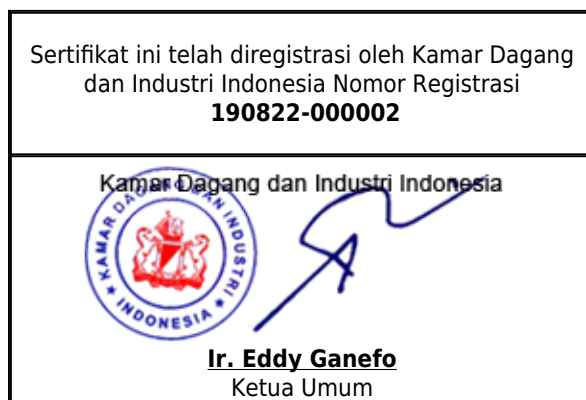 Sertifikat ini telah diregistrasi oleh Kamar Dagang
dan Industri Indonesia Nomor Registrasi
190822-000002
Kamar Dagang dan Industri Indonesia
KAMAR DAGANG DAN INDUSTRI
INDONESIA
Ir. Eddy Ganefo
Ketua Umum